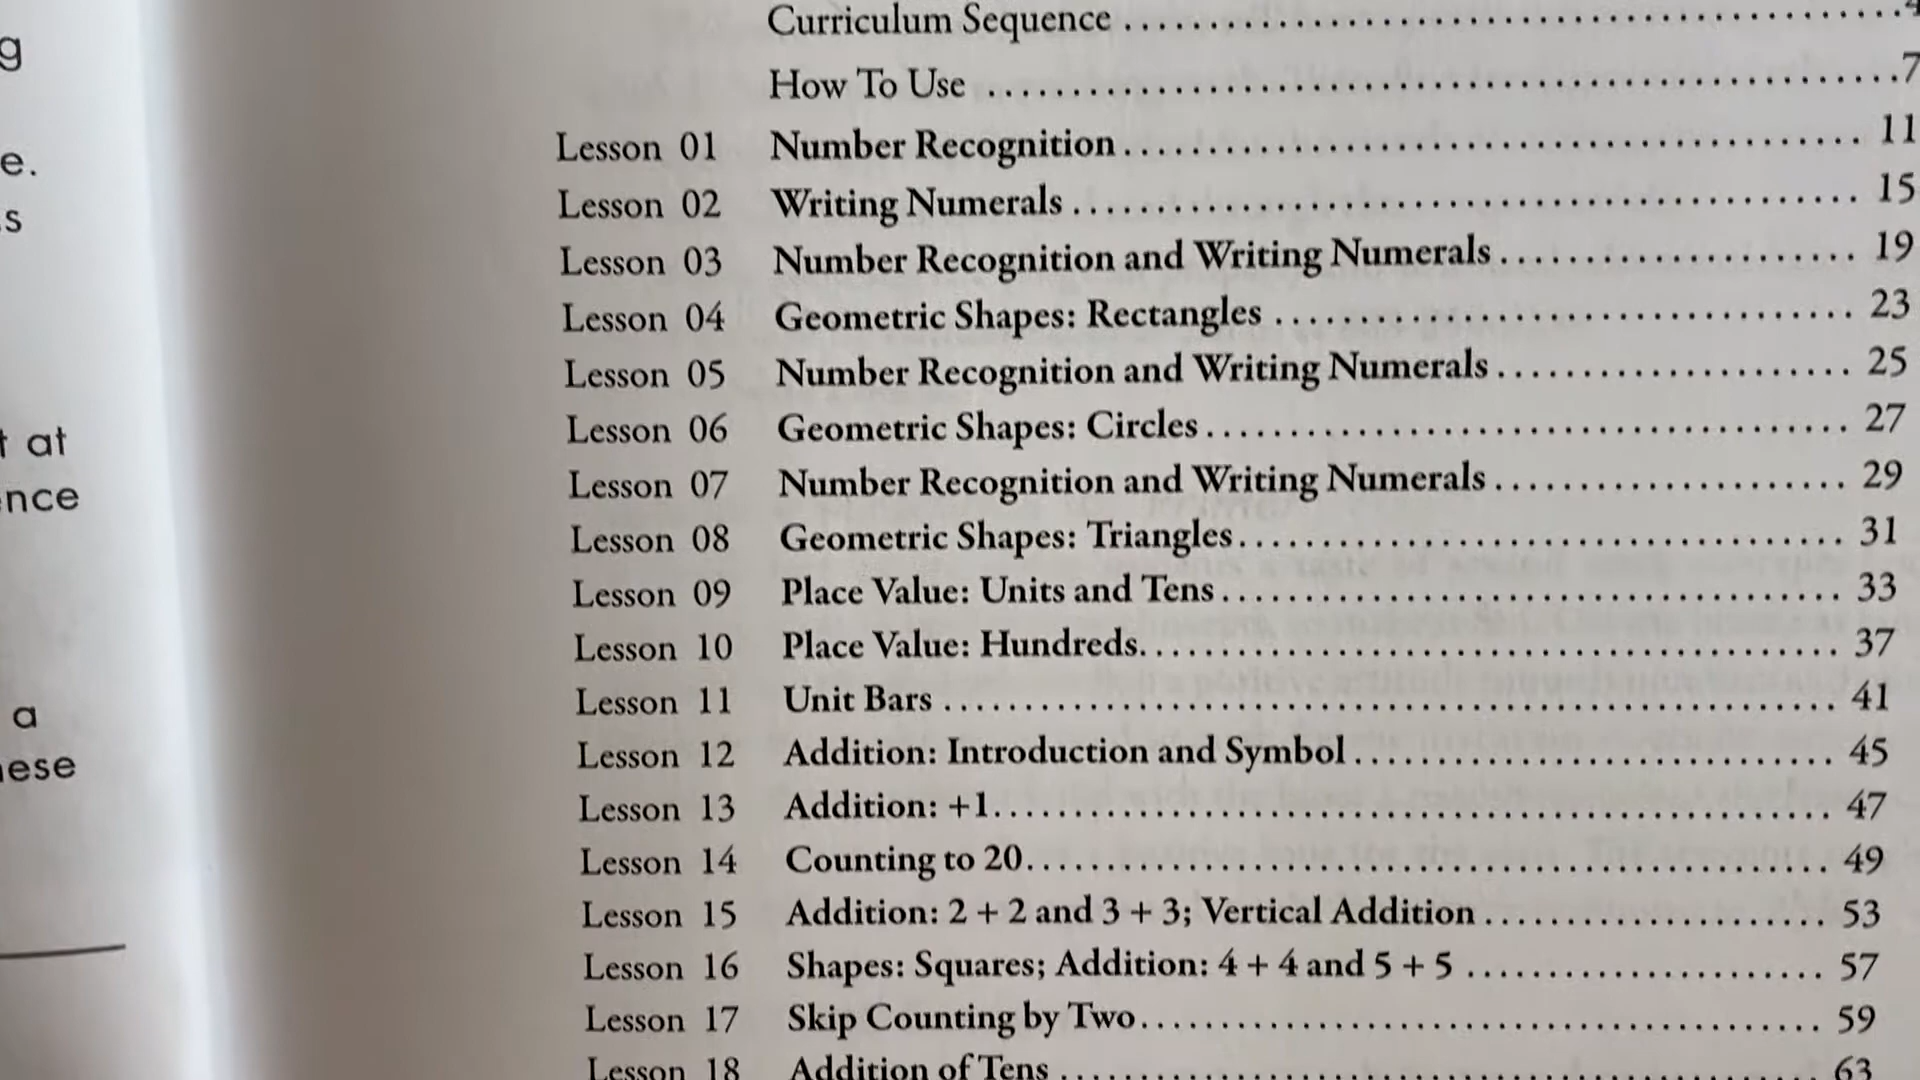 g
e.
s
t at
nce
a
ese
Curriculum Sequence ........................................................4
How To Use ........................................................7
Lesson 01 Number Recognition ........................................................ 11
Lesson 02 Writing Numerals ........................................................ 15
Lesson 03 Number Recognition and Writing Numerals ...................... 19
Lesson 04 Geometric Shapes: Rectangles ................................... 23
Lesson 05 Number Recognition and Writing Numerals ...................... 25
Lesson 06 Geometric Shapes: Circles ....................................... 27
Lesson 07 Number Recognition and Writing Numerals ...................... 29
Lesson 08 Geometric Shapes: Triangles ..................................... 31
Lesson 09 Place Value: Units and Tens ...................................... 33
Lesson 10 Place Value: Hundreds ........................................... 37
Lesson 11 Unit Bars ...................................................... 41
Lesson 12 Addition: Introduction and Symbol ............................. 45
Lesson 13 Addition: +1 .................................................. 47
Lesson 14 Counting to 20 ................................................ 49
Lesson 15 Addition: 2 + 2 and 3 + 3; Vertical Addition ..................... 53
Lesson 16 Shapes: Squares; Addition: 4 + 4 and 5 + 5 ...................... 57
Lesson 17 Skip Counting by Two .......................................... 59
Lesson 18 Addition of Tens ............................................... 63